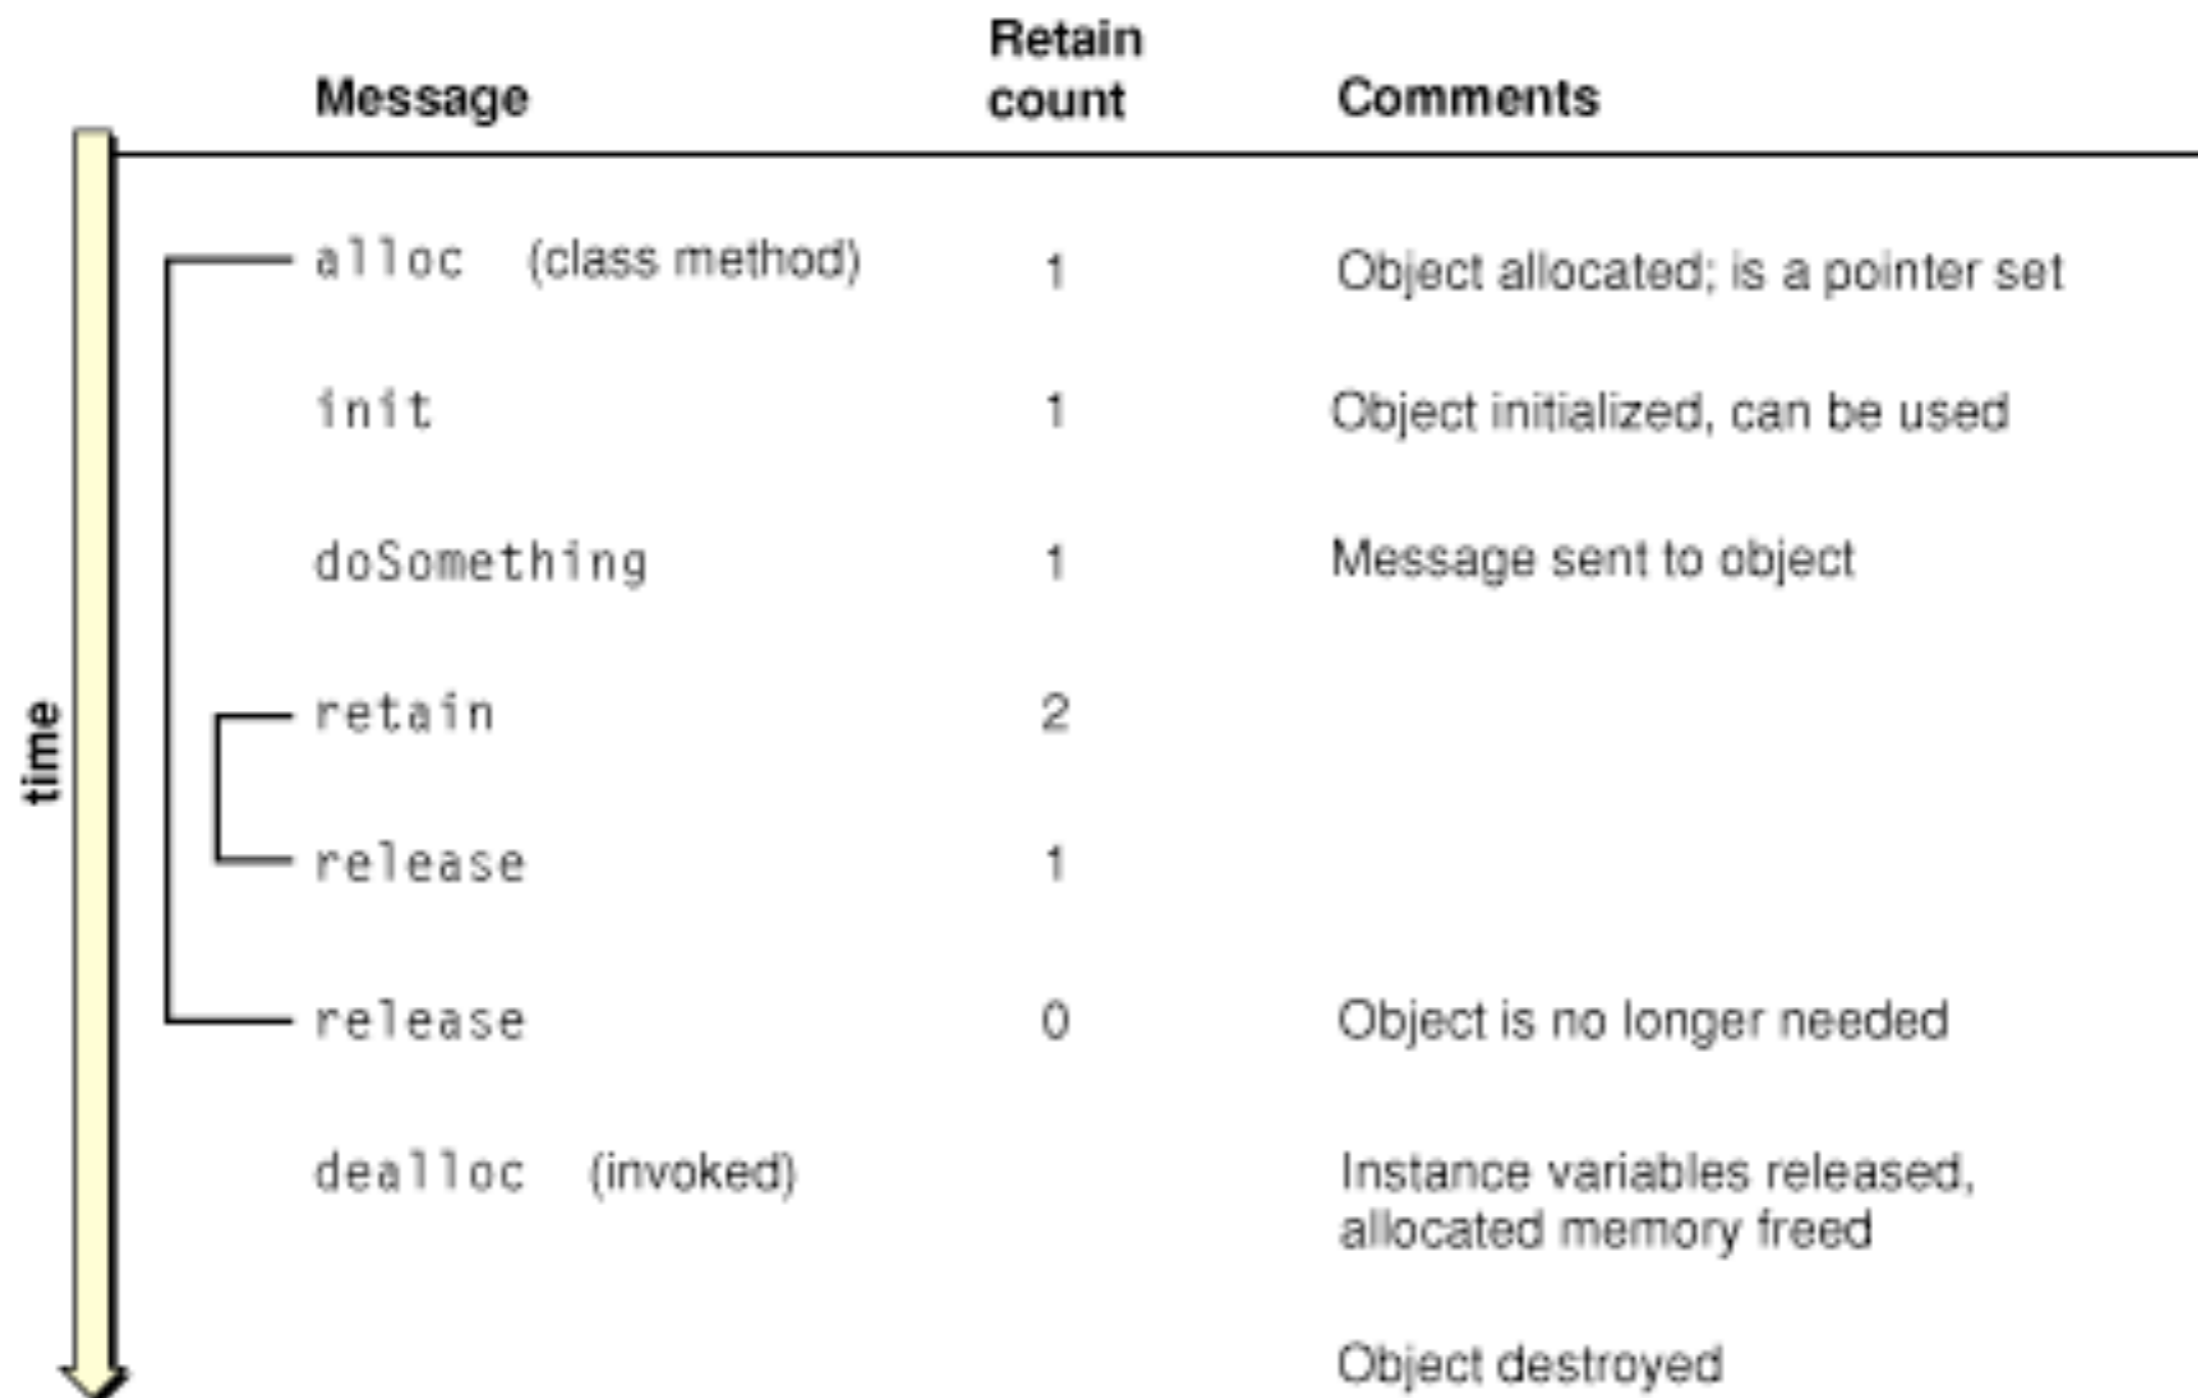 Retain
Message count Comments
alloc (class method) 1 Object allocated; is a pointer set
init 1 Object initialized, can be used
doSomething 1 Message sent to object
retain 2
time
release 1
release 0 Object is no longer needed
dealloc (invoked) Instance variables released,
allocated memory freed
Object destroyed